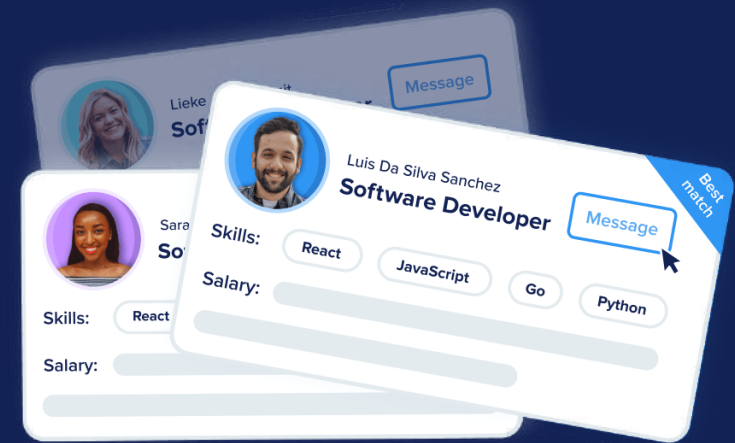 Lieke
Message
Luis Da Silva Sanchez
Software Developer
Message
Best
match
Skills:
React
JavaScript
Go
Python
Salary:
Sara
So
Skills:
React
Salary: